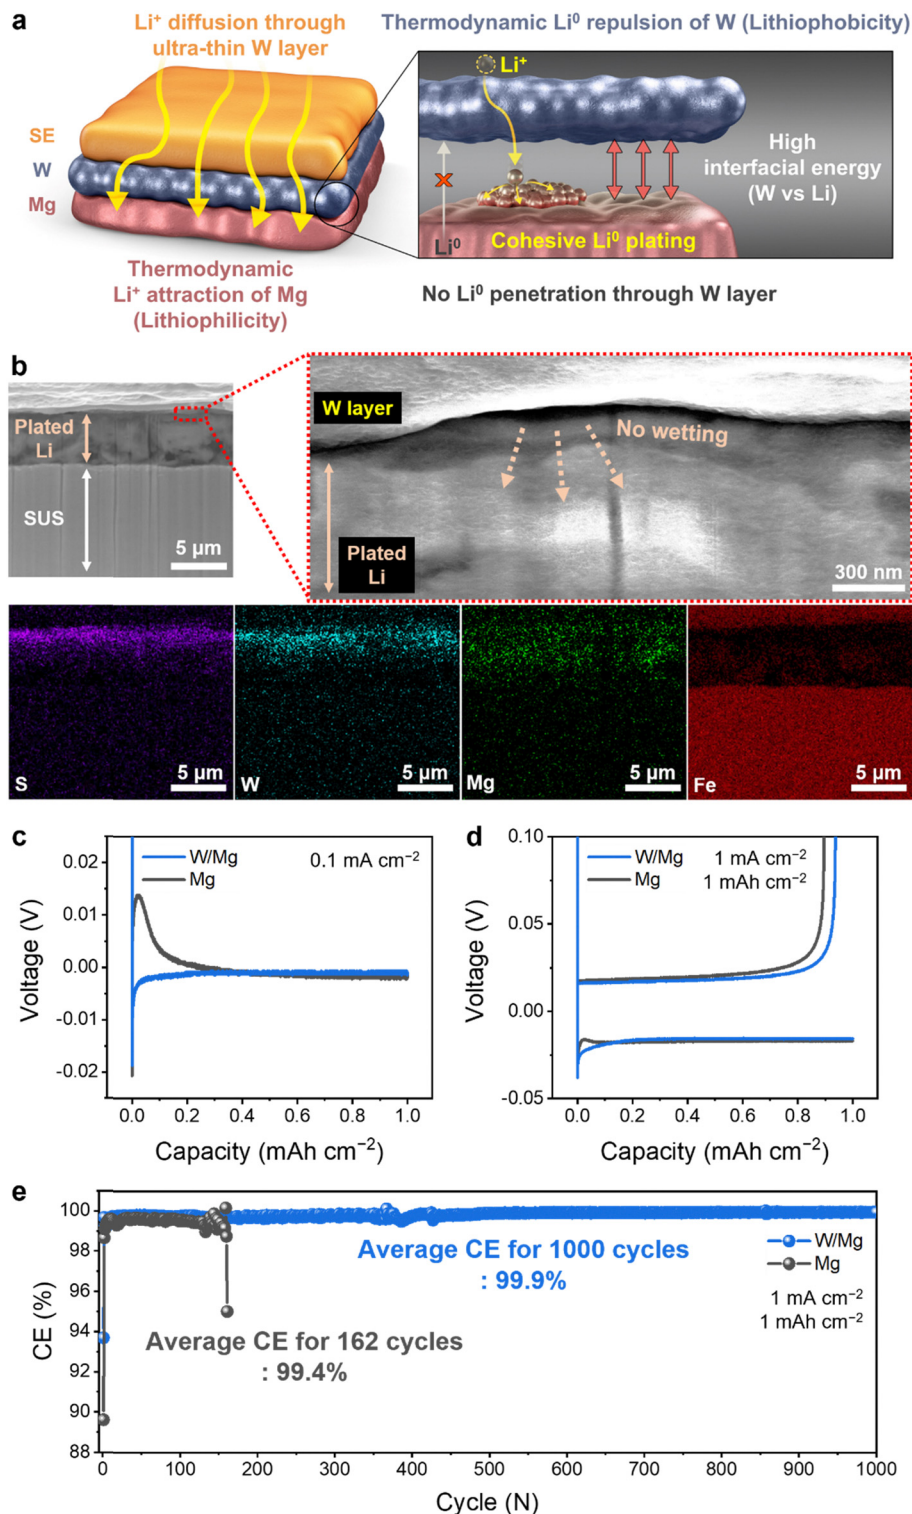 a
Li⁺ diffusion through
ultra-thin W layer
Thermodynamic Li⁰ repulsion of W (Lithiophobicity)
SE
W
Mg
Li⁺
High
interfacial energy
(W vs Li)
Li⁰
Cohesive Li⁰ plating
Thermodynamic
Li⁺ attraction of Mg
(Lithiophilicity)
No Li⁰ penetration through W layer
b
Plated
Li
SUS
5 μm
W layer
No wetting
Plated
Li
300 nm
S
5 μm
W
5 μm
Mg
5 μm
Fe
5 μm
c
W/Mg
Mg
0.1 mA cm⁻²
0.02
0.01
0.00
-0.01
-0.02
Voltage (V)
0.0 0.2 0.4 0.6 0.8 1.0
Capacity (mAh cm⁻²)
d
W/Mg
Mg
1 mA cm⁻²
1 mAh cm⁻²
0.10
0.05
0.00
-0.05
Voltage (V)
0.0 0.2 0.4 0.6 0.8 1.0
Capacity (mAh cm⁻²)
e
100
98
96
94
92
90
88
CE (%)
Average CE for 1000 cycles
: 99.9%
Average CE for 162 cycles
: 99.4%
W/Mg
Mg
1 mA cm⁻²
1 mAh cm⁻²
0 100 200 300 400 500 600 700 800 900 1000
Cycle (N)